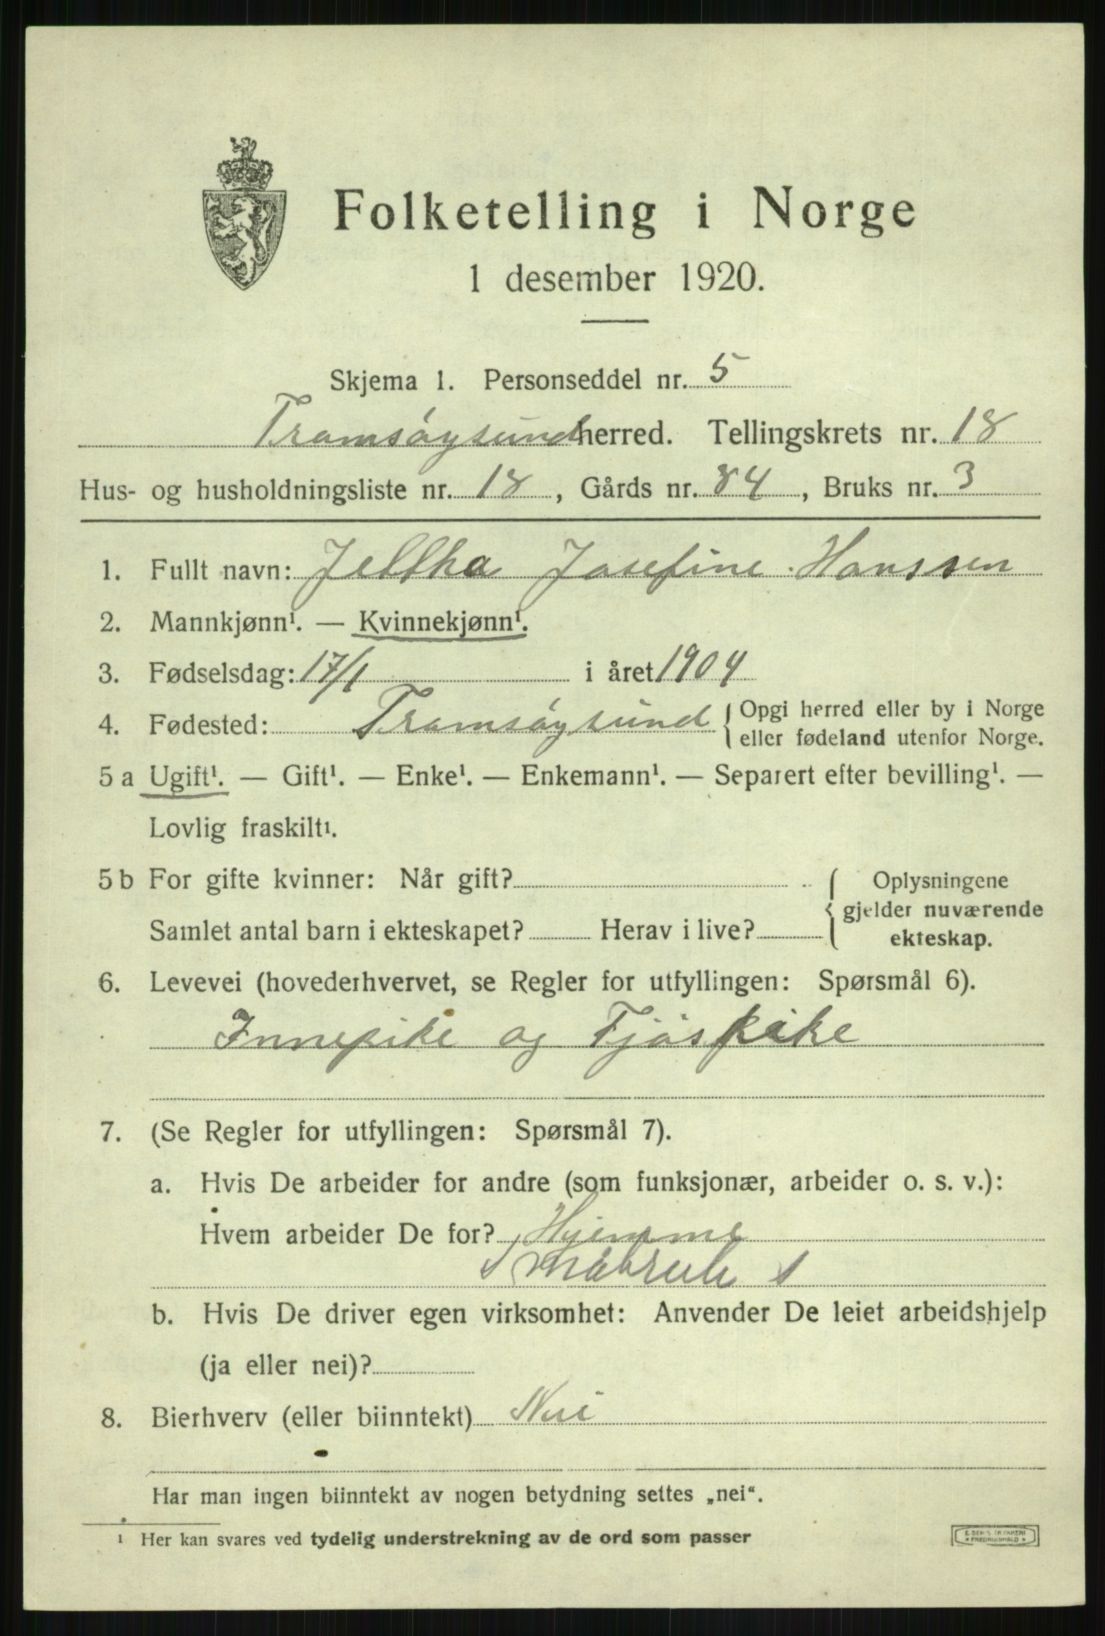 Folketelling i Norge
1 desember 1920.
Skjema 1. Personseddel nr. 5
Tromsøysund herred. Tellingskrets nr. 18
Hus- og husholdningsliste nr. 18, Gårds nr. 84, Bruks nr. 3
1. Fullt navn: Josefine Hanssen
2. Mannkjønn¹. — Kvinnekjønn¹.
3. Fødselsdag: 17/1 i året 1904
4. Fødested: Tromsøysund { Opgi herred eller by i Norge
eller fødeland utenfor Norge.
5 a Ugift¹. — Gift¹. — Enke¹. — Enkemann¹. — Separert efter bevilling¹. —
Lovlig fraskilt¹.
5 b For gifte kvinner: Når gift? { Oplysningene
gjelder nuværende
Samlet antal barn i ekteskapet? Herav i live? ekteskap.
6. Levevei (hovederhvervet, se Regler for utfyllingen: Spørsmål 6).
Innepike og Fjøspike
7. (Se Regler for utfyllingen: Spørsmål 7).
a. Hvis De arbeider for andre (som funksjonær, arbeider o. s. v.):
Hvem arbeider De for? Hjemme
Småbruk s
b. Hvis De driver egen virksomhet: Anvender De leiet arbeidshjelp
(ja eller nei)?
8. Bierhverv (eller biinntekt) Nei
Har man ingen biinntekt av nogen betydning settes „nei“.
¹ Her kan svares ved tydelig understrekning av de ord som passer